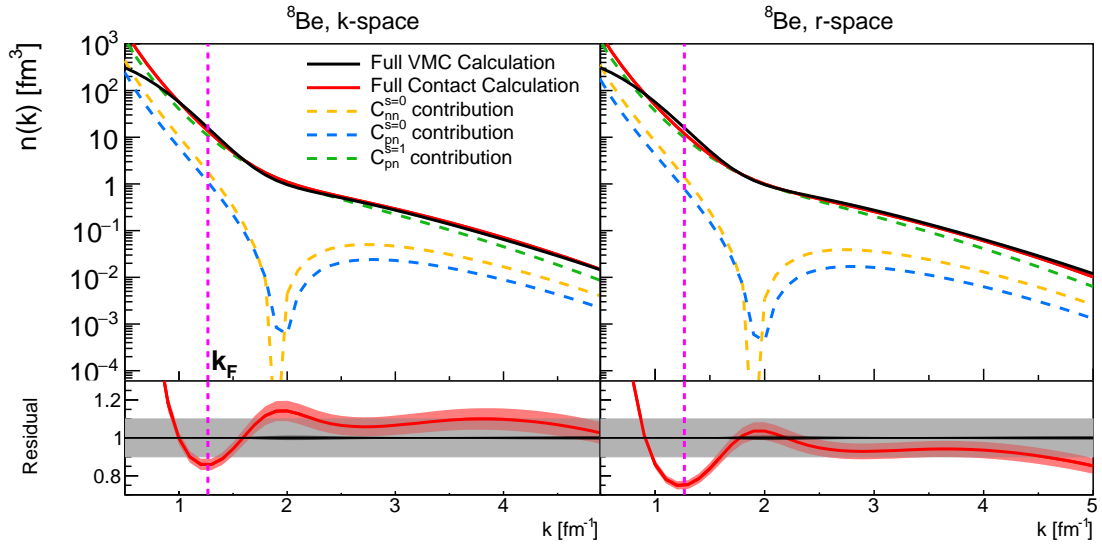 ⁸Be, k-space
⁸Be, r-space
n(k) [fm³]
10³
10²
10
1
10⁻¹
10⁻²
10⁻³
10⁻⁴
Full VMC Calculation
Full Contact Calculation
C_nn^s=0 contribution
C_pn^s=0 contribution
C_pn^s=1 contribution
k_F
Residual
1.2
1
0.8
1 2 3 4
k [fm⁻¹]
1 2 3 4 5
k [fm⁻¹]